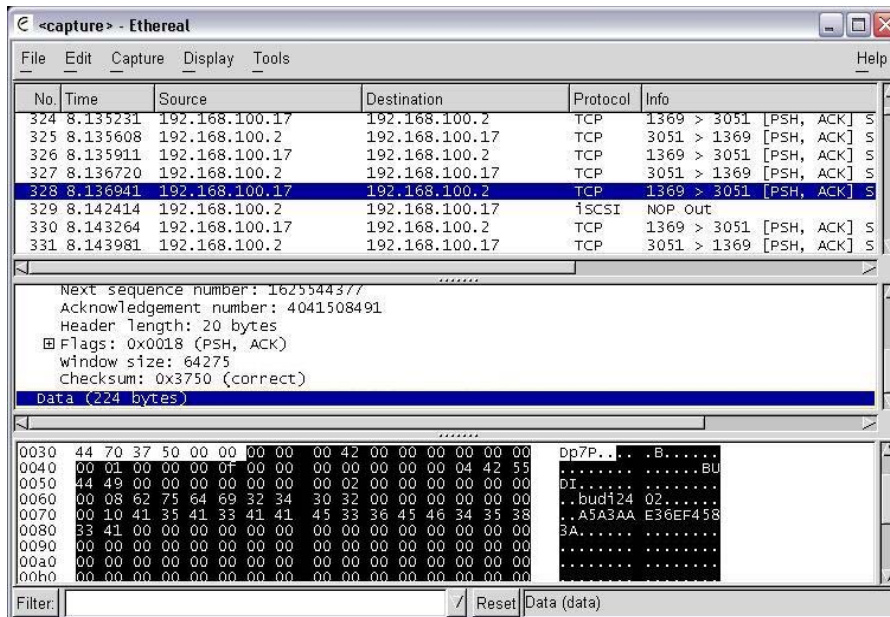 <capture> - Ethereal
File Edit Capture Display Tools Help
No. Time Source Destination Protocol Info
324 8.135231 192.168.100.17 192.168.100.2 TCP 1369 > 3051 [PSH, ACK] S
325 8.135608 192.168.100.2 192.168.100.17 TCP 3051 > 1369 [PSH, ACK] S
326 8.135911 192.168.100.17 192.168.100.2 TCP 1369 > 3051 [PSH, ACK] S
327 8.136720 192.168.100.2 192.168.100.17 TCP 3051 > 1369 [PSH, ACK] S
328 8.136941 192.168.100.17 192.168.100.2 TCP 1369 > 3051 [PSH, ACK] S
329 8.142414 192.168.100.2 192.168.100.17 iSCSI NOP Out
330 8.143264 192.168.100.17 192.168.100.2 TCP 1369 > 3051 [PSH, ACK] S
331 8.143981 192.168.100.2 192.168.100.17 TCP 3051 > 1369 [PSH, ACK] S
Next sequence number: 1625544377
Acknowledgement number: 4041508491
Header length: 20 bytes
Flags: 0x0018 (PSH, ACK)
Window size: 64275
Checksum: 0x3750 (correct)
Data (224 bytes)
0030 44 70 37 50 00 00 00 00 00 42 00 00 00 00 00 00 Dp7P.... .B......
0040 00 01 00 00 00 0f 00 00 00 00 00 00 00 04 42 55 ........ ......BU
0050 44 49 00 00 00 00 00 00 00 02 00 00 00 00 00 00 DI...... ........
0060 00 08 62 75 64 69 32 34 30 32 00 00 00 00 00 00 ..budi24 02......
0070 00 10 41 35 41 33 41 41 45 33 36 45 46 34 35 38 ..A5A3AA E36EF458
0080 33 41 00 00 00 00 00 00 00 00 00 00 00 00 00 00 3A...... ........
0090 00 00 00 00 00 00 00 00 00 00 00 00 00 00 00 00 ........ ........
00a0 00 00 00 00 00 00 00 00 00 00 00 00 00 00 00 00 ........ ........
00b0 00 00 00 00 00 00 00 00 00 00 00 00 00 00 00 00 ........ ........
Filter: Reset Data (data)